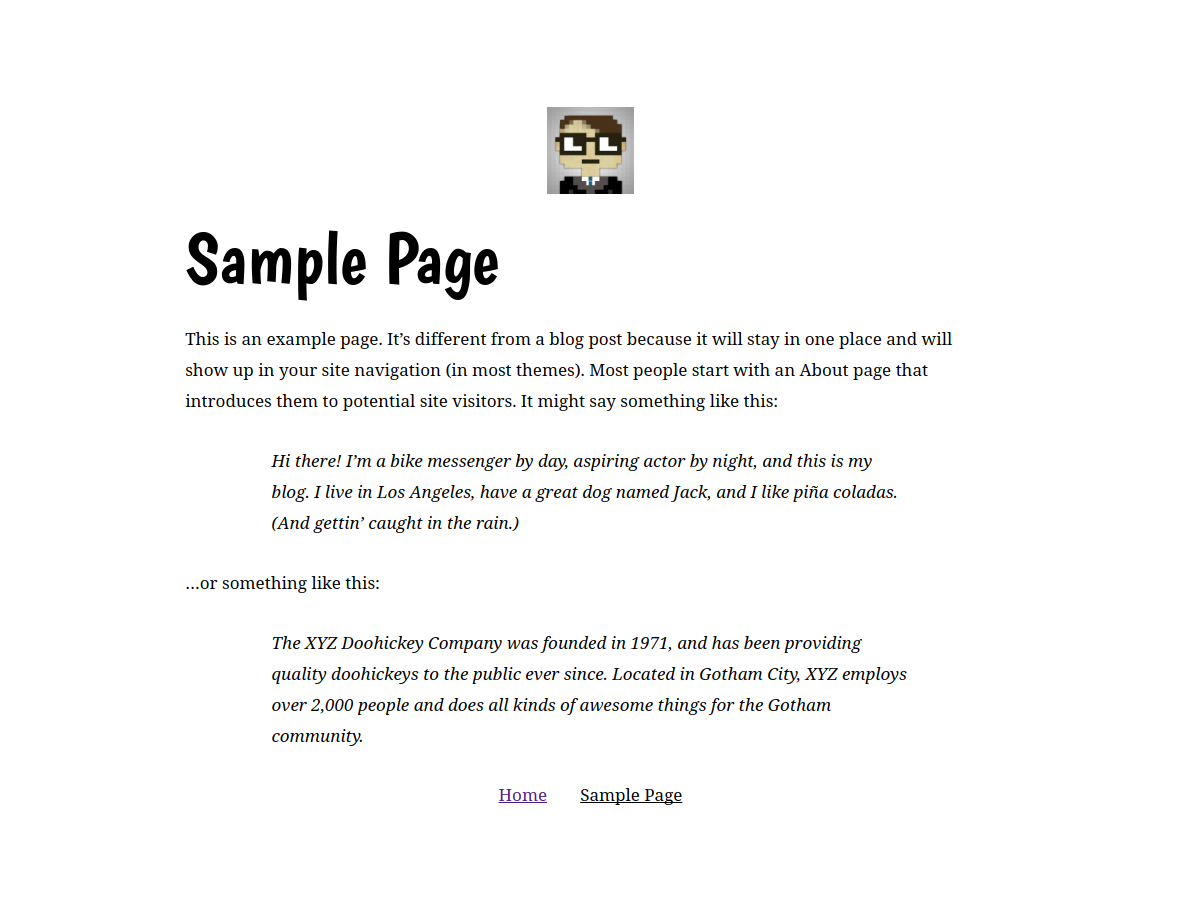 Sample Page
This is an example page. It’s different from a blog post because it will stay in one place and will
show up in your site navigation (in most themes). Most people start with an About page that
introduces them to potential site visitors. It might say something like this:
Hi there! I’m a bike messenger by day, aspiring actor by night, and this is my
blog. I live in Los Angeles, have a great dog named Jack, and I like piña coladas.
(And gettin’ caught in the rain.)
…or something like this:
The XYZ Doohickey Company was founded in 1971, and has been providing
quality doohickeys to the public ever since. Located in Gotham City, XYZ employs
over 2,000 people and does all kinds of awesome things for the Gotham
community.
Home Sample Page